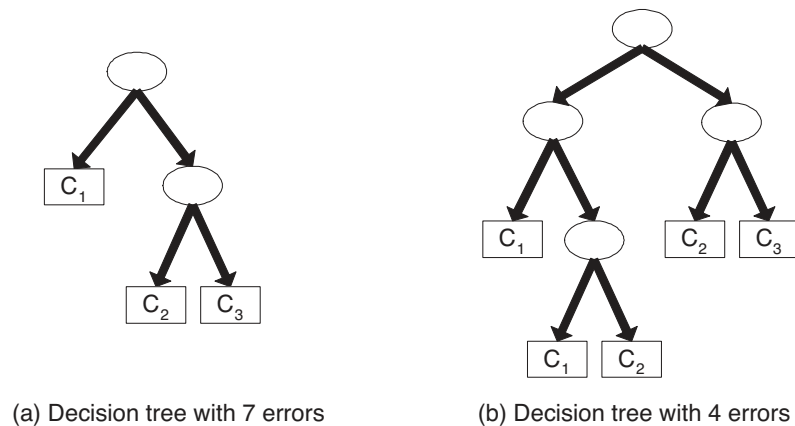 C₁
C₂ C₃
(a) Decision tree with 7 errors
C₁ C₂ C₃
C₁ C₂
(b) Decision tree with 4 errors